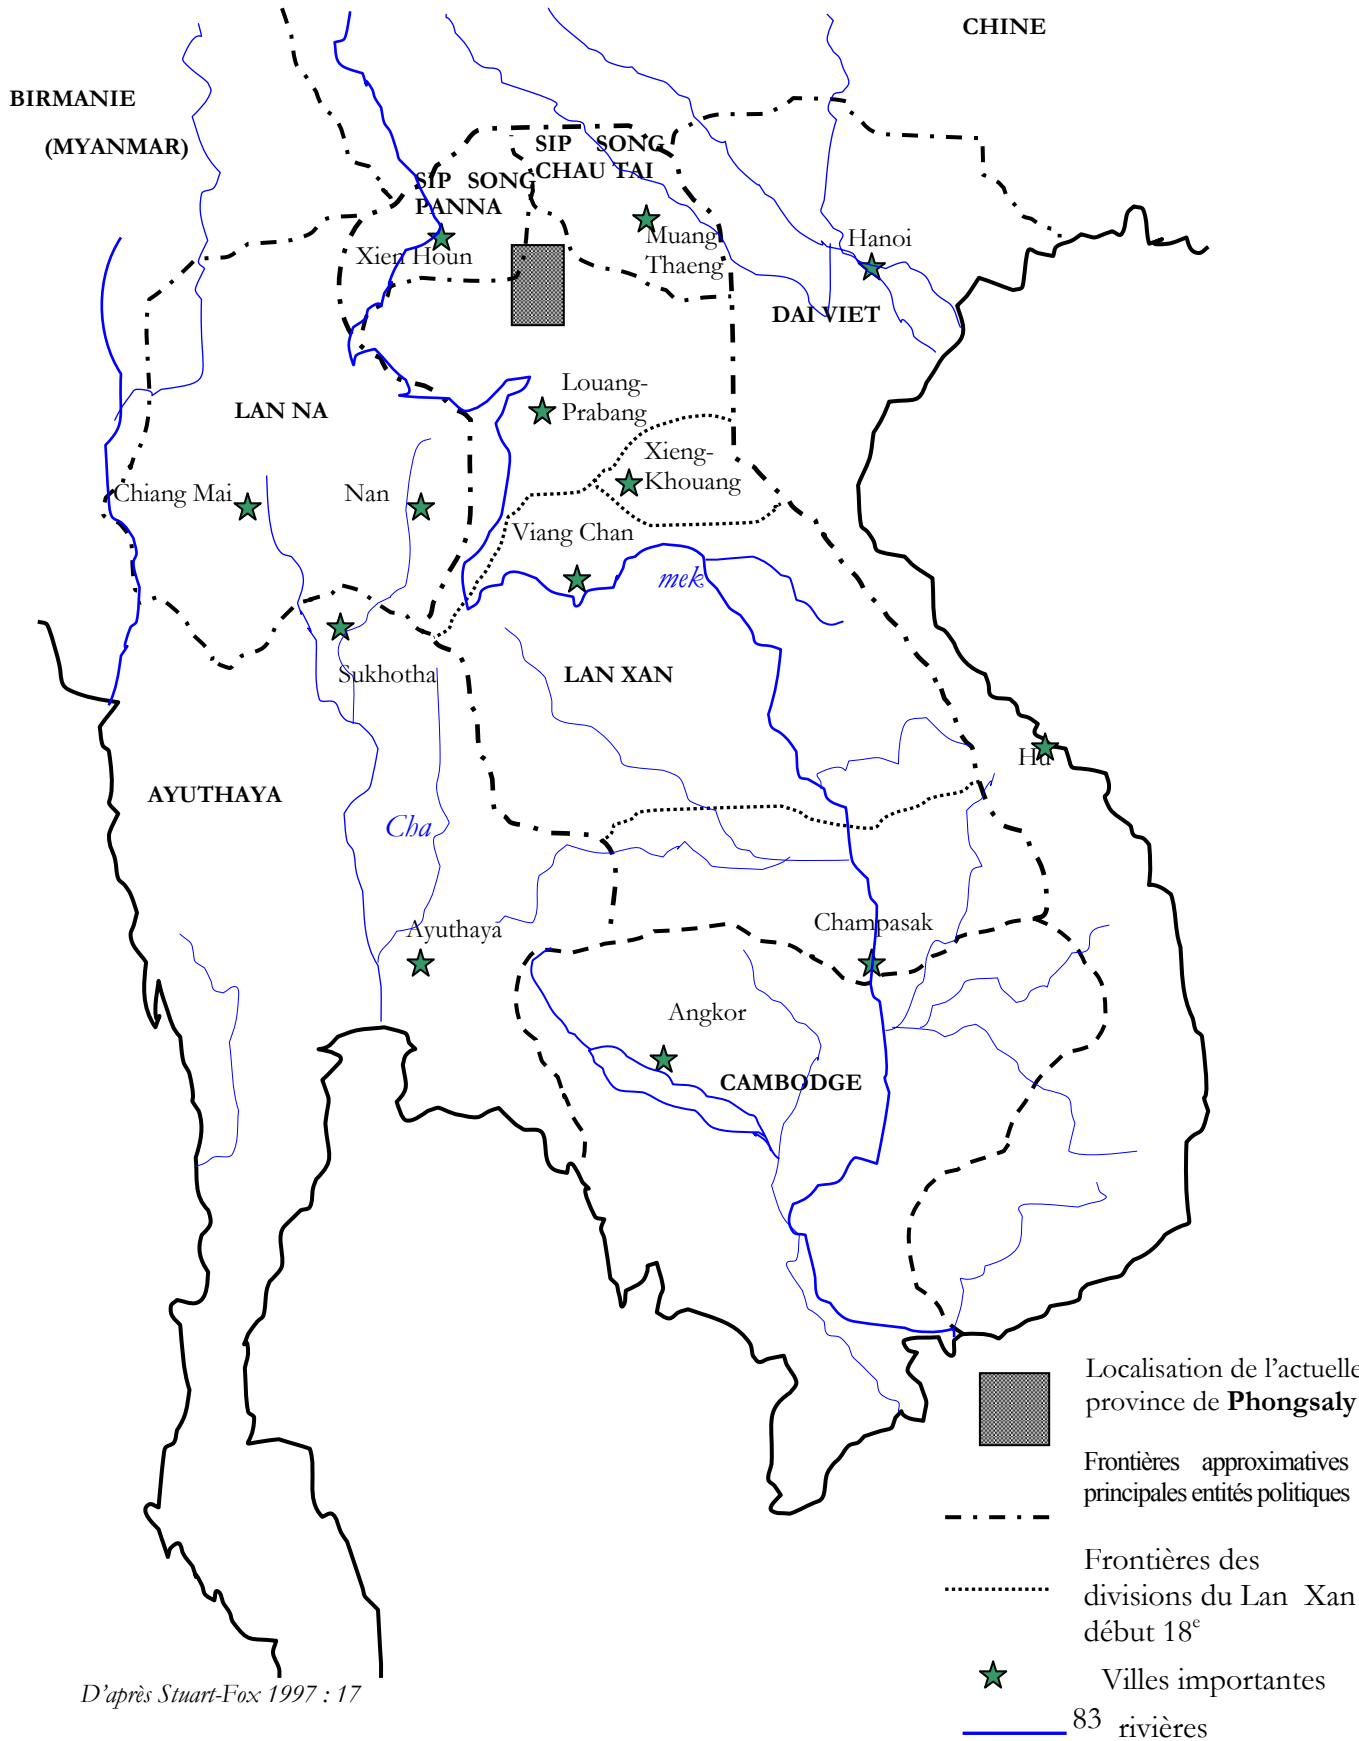 CHINE
BIRMANIE
(MYANMAR)
SIP SONG
CHAU TAI
SIP SONG
PANNA
Xien Houn
Muang
Thaeng
Hanoi
DAI VIET
Louang-
Prabang
LAN NA
Xieng-
Khouang
Chiang Mai
Nan
Viang Chan
mek
Sukhotha
LAN XAN
Hu
AYUTHAYA
Cha
Ayuthaya
Champasak
Angkor
CAMBODGE
Localisation de l’actuelle
province de Phongsaly
Frontières approximatives
principales entités politiques
Frontières des
divisions du Lan Xan
début 18e
Villes importantes
D’après Stuart-Fox 1997 : 17
83 rivières